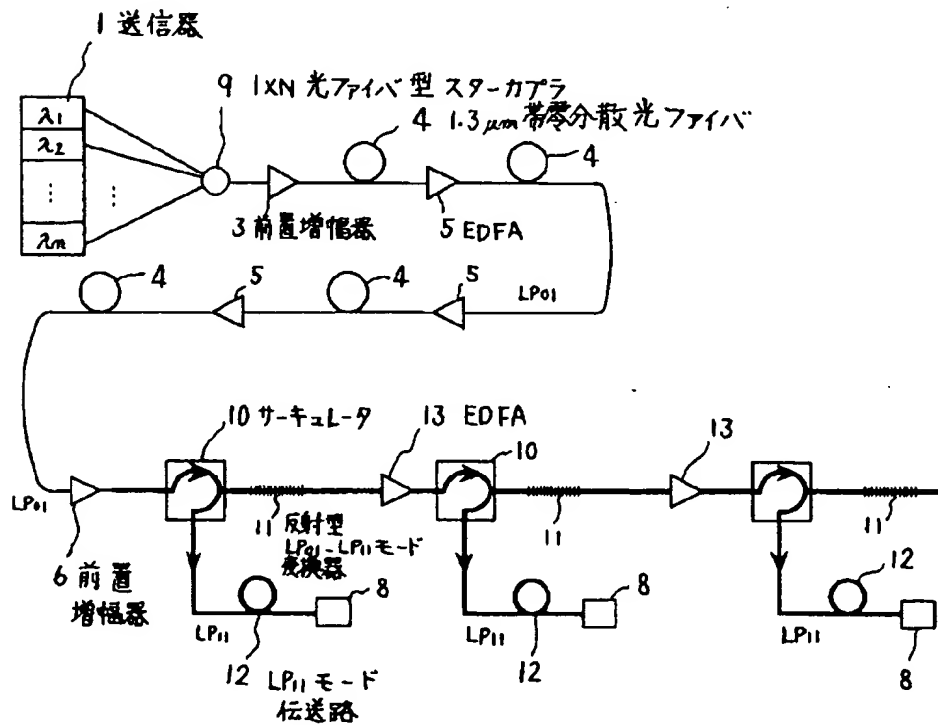 1 送信器
9 1×N 光ファイバ型 スターカプラ
4 1.3μm帯零分散光ファイバ
λ1
λ2
⋮
⋮
λn
4
3 前置増幅器
5 EDFA
4
5
4
5
LP01
10 サーキュレータ
13 EDFA
10
13
LP01
6 前置
増幅器
11 反射型
LP01-LP11モード
変換器
11
11
8
8
12
LP11
LP11
LP11
12 LP11モード
伝送路
12
8